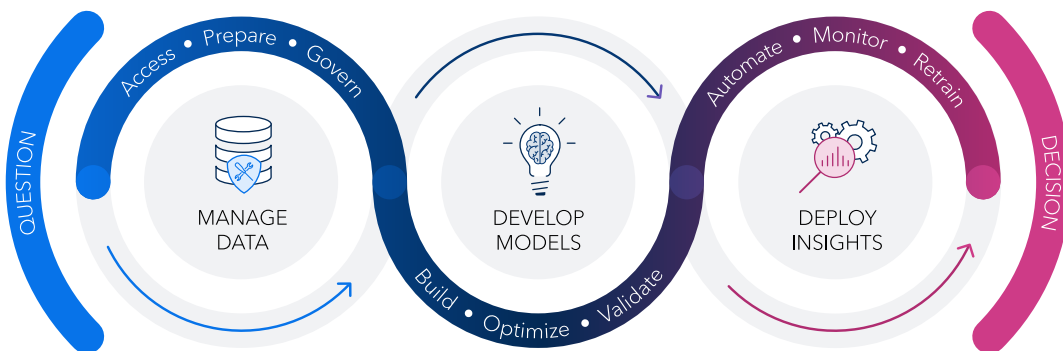 QUESTION
Access • Prepare • Govern
MANAGE
DATA
Build • Optimize • Validate
DEVELOP
MODELS
Automate • Monitor • Retrain
DEPLOY
INSIGHTS
DECISION